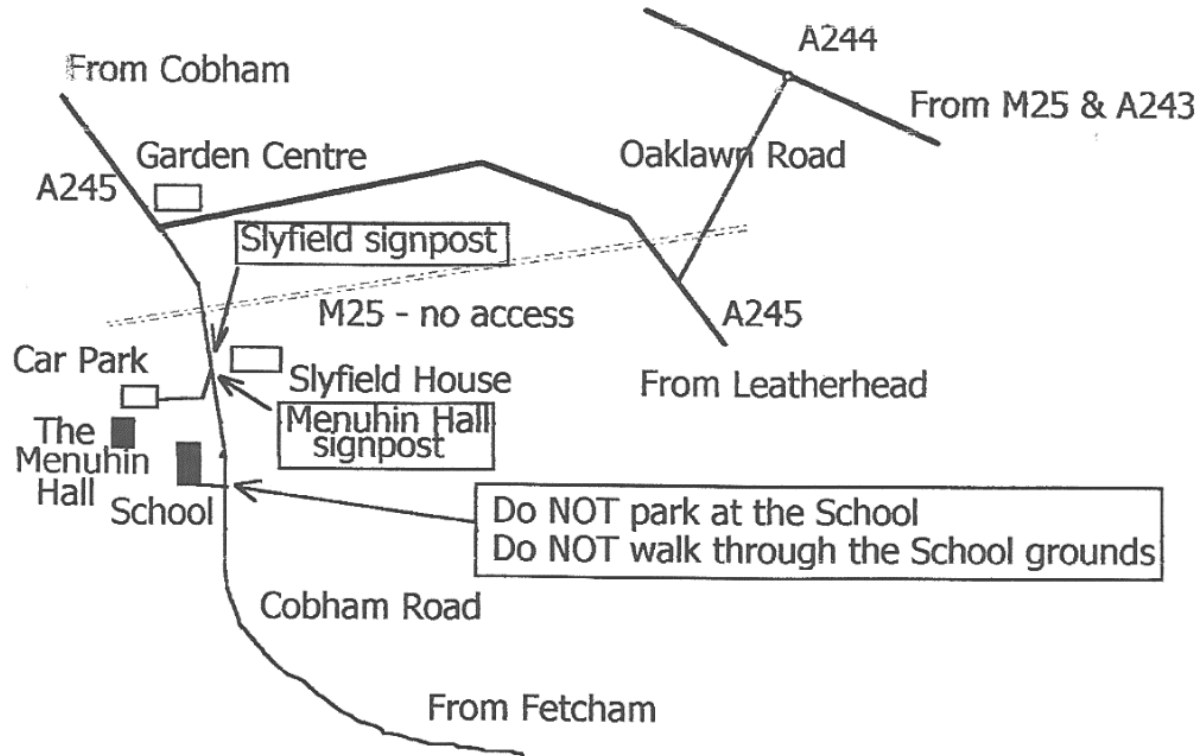 A244
From Cobham
From M25 & A243
Garden Centre
Oaklawn Road
A245
Slyfield signpost
M25 - no access
A245
Car Park
Slyfield House
From Leatherhead
Menuhin Hall
signpost
The
Menuhin
Hall
School
Do NOT park at the School
Do NOT walk through the School grounds
Cobham Road
From Fetcham